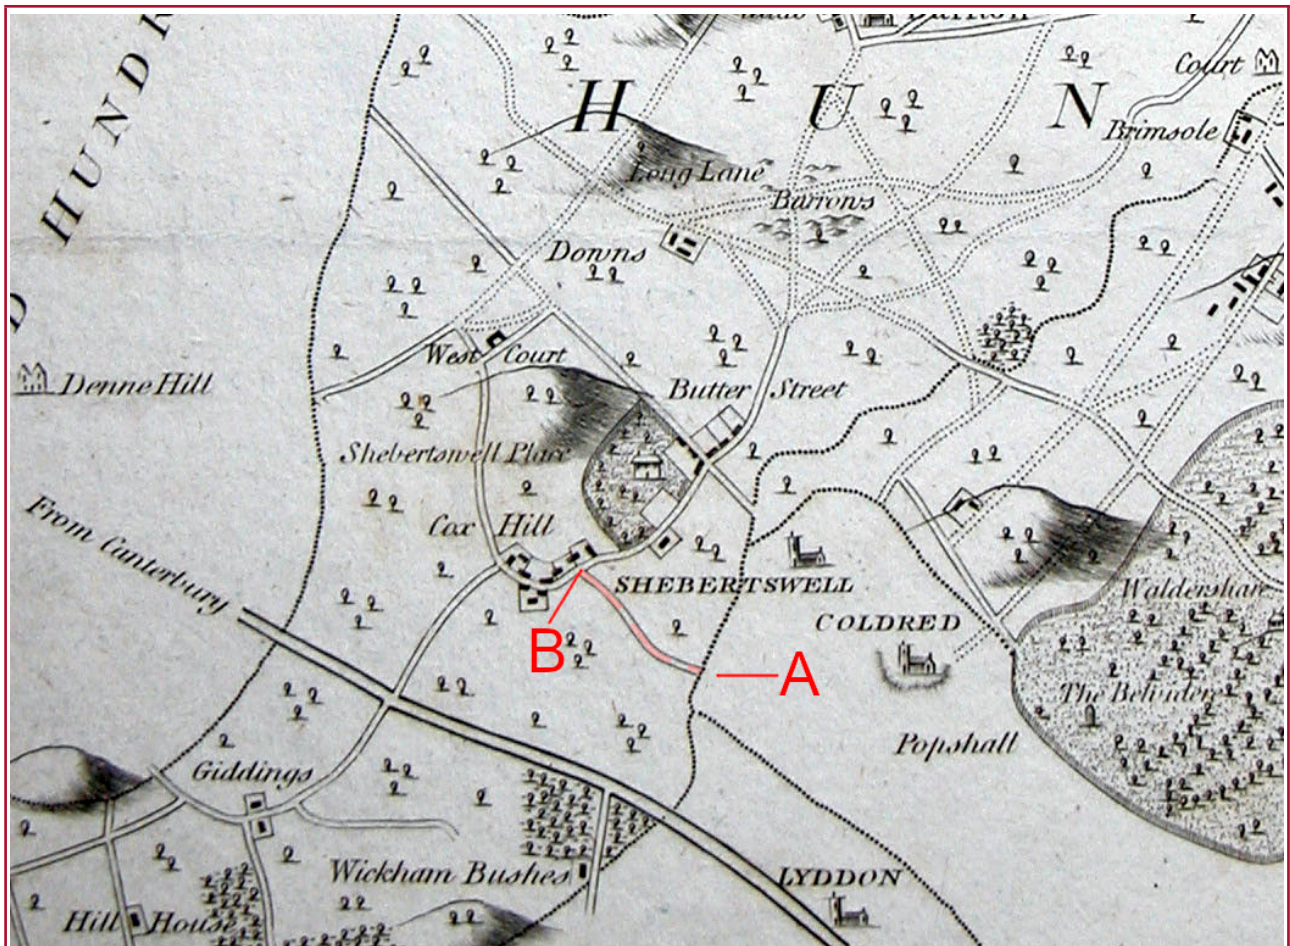 HUNDR
D
H U N
Court
Brimsole
Long Lane
Barrows
Downs
West Court
Denne Hill
Butter Street
Shebertswell Place
Cox Hill
From Canterbury
SHEBERTSWELL
Waldershare
COLDRED
B
A
The Belvidere
Popshall
Giddings
Wickham Bushes
LYDDON
Hill House